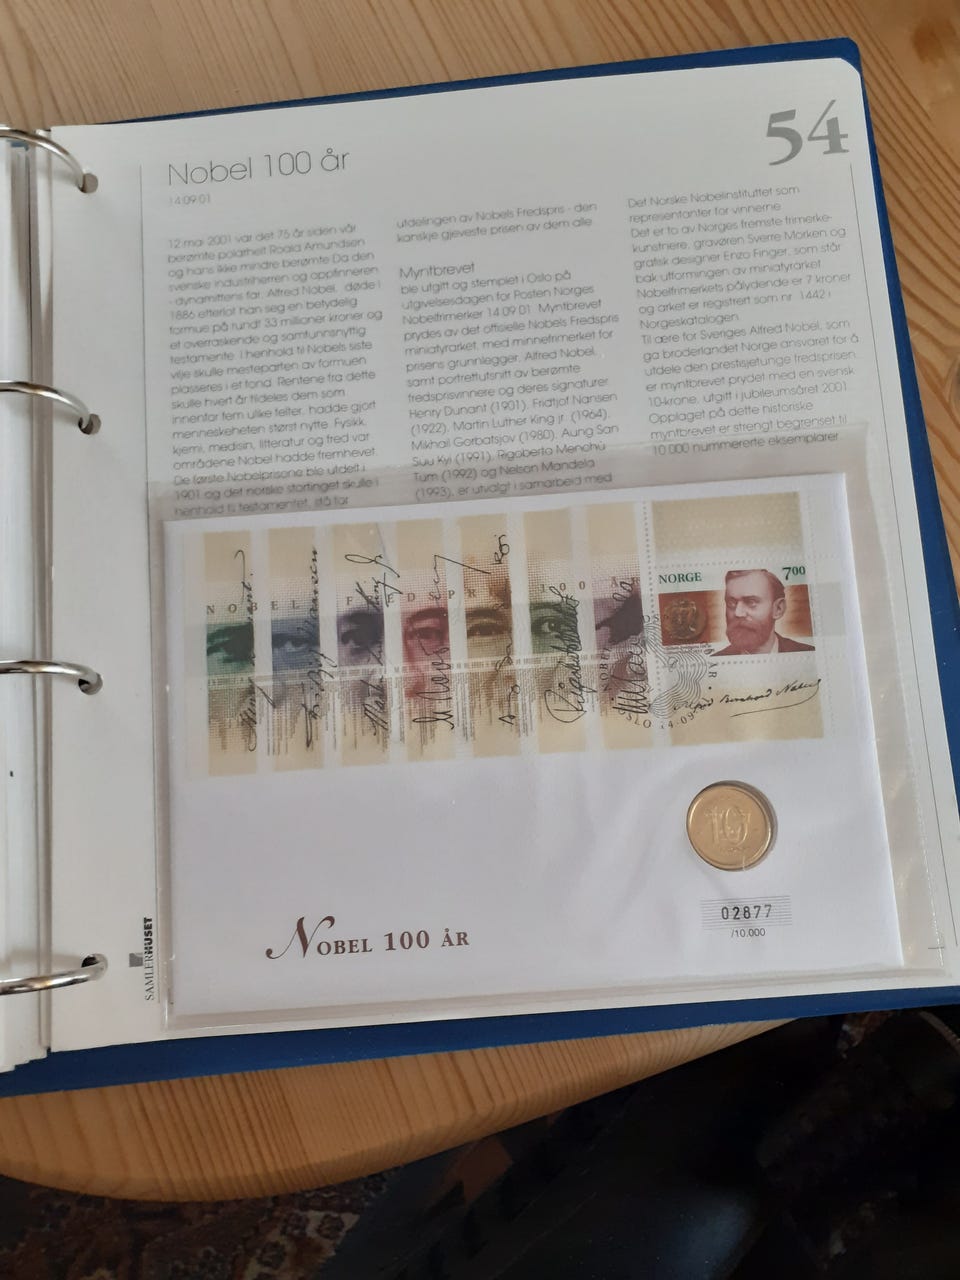 54
Nobel 100 år
14.09.01
12. mai 2001 var det 75 år siden vår
berømte polarhelt Roald Amundsen
og hans ikke mindre berømte Da den
svenske industriherren og oppfinneren
- dynamittens far, Alfred Nobel, døde i
1886 etterlot han seg en betydelig
formue på rundt 33 millioner kroner og
et overraskende og samfunnsnyttig
testamente. I henhold til Nobels siste
vilje skulle mesteparten av formuen
plasseres i et fond. Rentene fra dette
skulle hvert år tildeles dem som
innenfor fem ulike felter, hadde gjort
menneskeheten størst nytte. Fysikk,
kjemi, medisin, litteratur og fred var
områdene Nobel hadde fremhevet.
De første Nobelprisene ble utdelt i
1901 og det norske stortinget skulle i
henhold til testamentet, stå for
utdelingen av Nobels Fredspris - den
kanskje gjeveste prisen av dem alle
Myntbrevet
ble utgitt og stemplet i Oslo på
utgivelsesdagen for Posten Norges
Nobelfrimerker 14.09.01. Myntbrevet
prydes av det offisielle Nobels Fredspris
miniatyrarket, med minnefrimerket for
prisens grunnlegger, Alfred Nobel,
samt portrettutsnitt av berømte
fredsprisvinnere og deres signaturer.
Henry Dunant (1901), Fridtjof Nansen
(1922), Martin Luther King jr. (1964),
Mikhail Gorbatsjov (1980), Aung San
Suu Kyi (1991), Rigoberto Menchu
Tum (1992) og Nelson Mandela
(1993), er utvalgt i samarbeid med
Det Norske Nobelinstituttet som
representanter for vinnerne.
Det er to av Norges fremste frimerke-
kunstnere, gravøren Sverre Morken og
grafisk designer Enzo Finger, som står
bak utformingen av miniatyrarket.
Nobelfrimerkets pålydende er 7 kroner
og arket er registrert som nr. 1442 i
Norgeskatalogen.
Til ære for Sveriges Alfred Nobel, som
ga broderlandet Norge ansvaret for å
utdele den prestisjetunge fredsprisen,
er myntbrevet prydet med en svensk
10-krone, utgitt i jubileumsåret 2001.
Opplaget på dette historiske
myntbrevet er strengt begrenset til
10.000 nummererte eksemplarer.
NOBELS FREDSPRIS 100 ÅR
NORGE 700
Alfred Bernhard Nobel
OSLO 14.09
10
02877
/10.000
NOBEL 100 ÅR
SAMLERHUSET